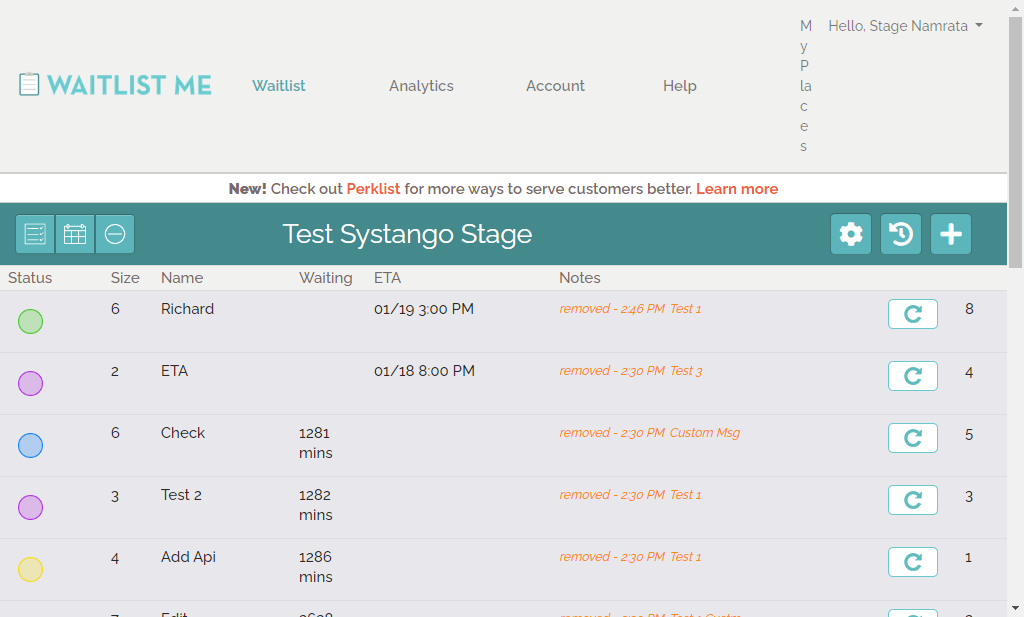 My Places
Hello, Stage Namrata
WAITLIST ME
Waitlist
Analytics
Account
Help
New! Check out Perklist for more ways to serve customers better. Learn more
Test Systango Stage
Status Size Name Waiting ETA Notes
6 Richard 01/19 3:00 PM removed - 2:46 PM Test 1 8
2 ETA 01/18 8:00 PM removed - 2:30 PM Test 3 4
6 Check 1281 mins removed - 2:30 PM Custom Msg 5
3 Test 2 1282 mins removed - 2:30 PM Test 1 3
4 Add Api 1286 mins removed - 2:30 PM Test 1 1